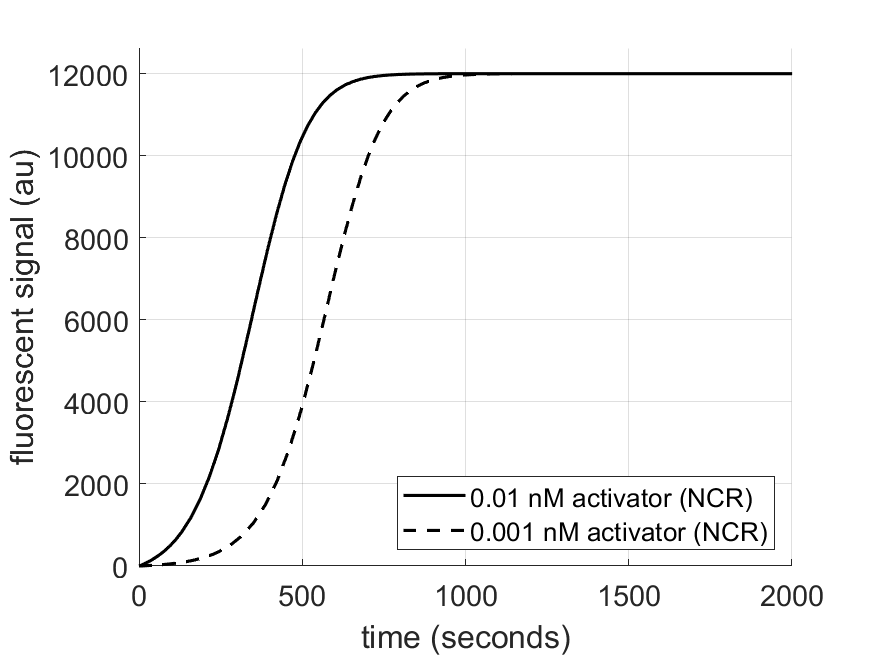 12000
10000
8000
6000
4000
2000
0
fluorescent signal (au)
0.01 nM activator (NCR)
0.001 nM activator (NCR)
0 500 1000 1500 2000
time (seconds)